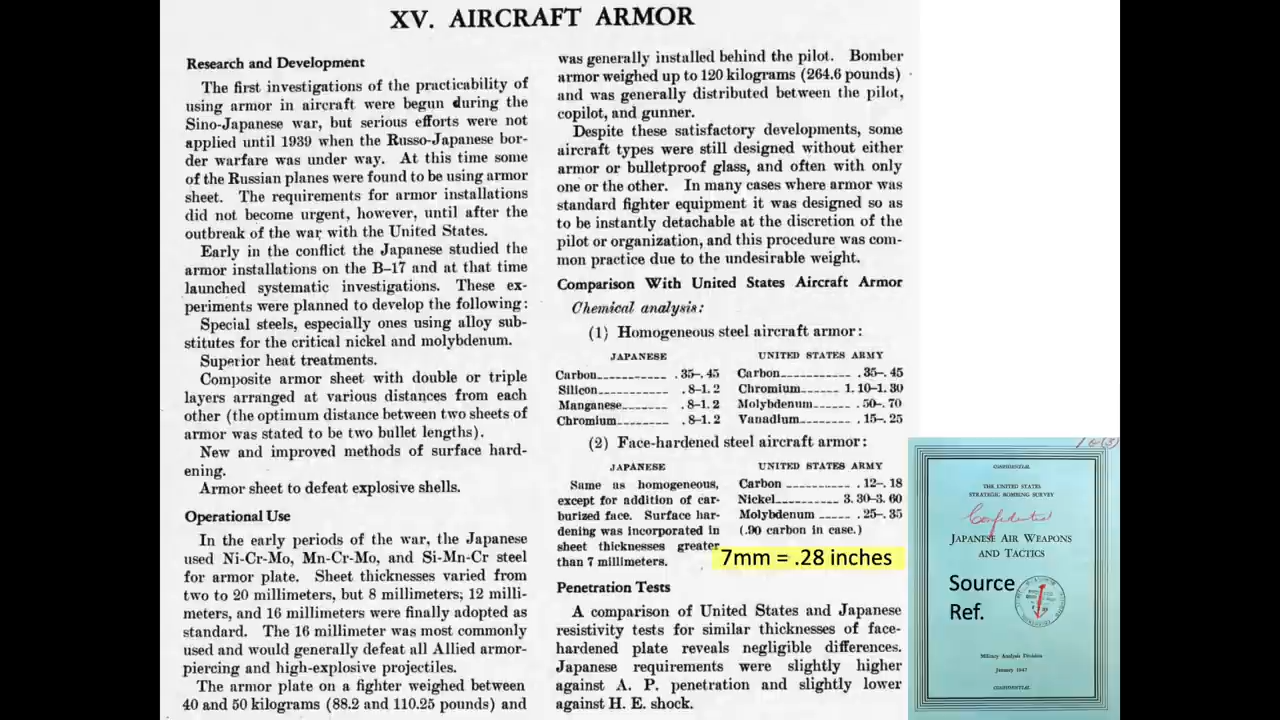 XV. AIRCRAFT ARMOR
Research and Development
The first investigations of the practicability of
using armor in aircraft were begun during the
Sino-Japanese war, but serious efforts were not
applied until 1939 when the Russo-Japanese bor-
der warfare was under way. At this time some
of the Russian planes were found to be using armor
sheet. The requirements for armor installations
did not become urgent, however, until after the
outbreak of the war with the United States.
Early in the conflict the Japanese studied the
armor installations on the B-17 and at that time
launched systematic investigations. These ex-
periments were planned to develop the following:
Special steels, especially ones using alloy sub-
stitutes for the critical nickel and molybdenum.
Superior heat treatments.
Composite armor sheet with double or triple
layers arranged at various distances from each
other (the optimum distance between two sheets of
armor was stated to be two bullet lengths).
New and improved methods of surface hard-
ening.
Armor sheet to defeat explosive shells.
Operational Use
In the early periods of the war, the Japanese
used Ni-Cr-Mo, Mn-Cr-Mo, and Si-Mn-Cr steel
for armor plate. Sheet thicknesses varied from
two to 20 millimeters, but 8 millimeters; 12 milli-
meters, and 16 millimeters were finally adopted as
standard. The 16 millimeter was most commonly
used and would generally defeat all Allied armor-
piercing and high-explosive projectiles.
The armor plate on a fighter weighed between
40 and 50 kilograms (88.2 and 110.25 pounds) and
was generally installed behind the pilot. Bomber
armor weighed up to 120 kilograms (264.6 pounds)
and was generally distributed between the pilot,
copilot, and gunner.
Despite these satisfactory developments, some
aircraft types were still designed without either
armor or bulletproof glass, and often with only
one or the other. In many cases where armor was
standard fighter equipment it was designed so as
to be instantly detachable at the discretion of the
pilot or organization, and this procedure was com-
mon practice due to the undesirable weight.
Comparison With United States Aircraft Armor
Chemical analysis:
(1) Homogeneous steel aircraft armor:
JAPANESE UNITED STATES ARMY
Carbon------------ .35-.45 Carbon------------ .35-.45
Silicon------------ .8-1.2 Chromium------ 1.10-1.30
Manganese--------- .8-1.2 Molybdenum------ .50-.70
Chromium--------- .8-1.2 Vanadium-------- .15-.25
(2) Face-hardened steel aircraft armor:
JAPANESE UNITED STATES ARMY
Same as homogeneous, Carbon ---------- .12-.18
except for addition of car- Nickel---------- 3.30-3.60
burized face. Surface har- Molybdenum ----- .25-.35
dening was incorporated in (.90 carbon in case.)
sheet thicknesses greater
than 7 millimeters.
7mm = .28 inches
Penetration Tests
A comparison of United States and Japanese
resistivity tests for similar thicknesses of face-
hardened plate reveals negligible differences.
Japanese requirements were slightly higher
against A. P. penetration and slightly lower
against H. E. shock.
CONFIDENTIAL
THE UNITED STATES
STRATEGIC BOMBING SURVEY
Confidential
JAPANESE AIR WEAPONS
AND TACTICS
Source
Ref.
Military Analysis Division
January 1947
CONFIDENTIAL